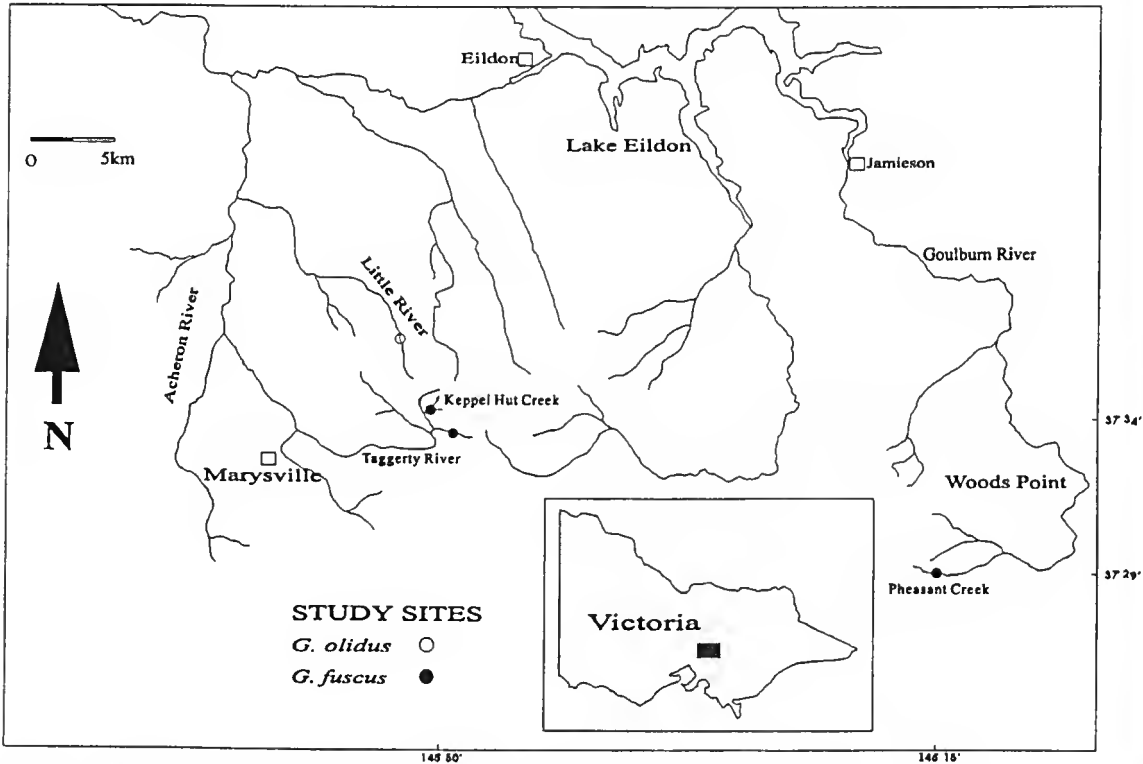 Eildon
Lake Eildon
0 5km
Jamieson
Goulburn River
Little River
Acheron River
Keppel Hut Creek
37°34'
N
Taggerty River
Marysville
Woods Point
37°29'
Pheasant Creek
STUDY SITES
G. olidus
G. fuscus
Victoria
145°50'
146°15'